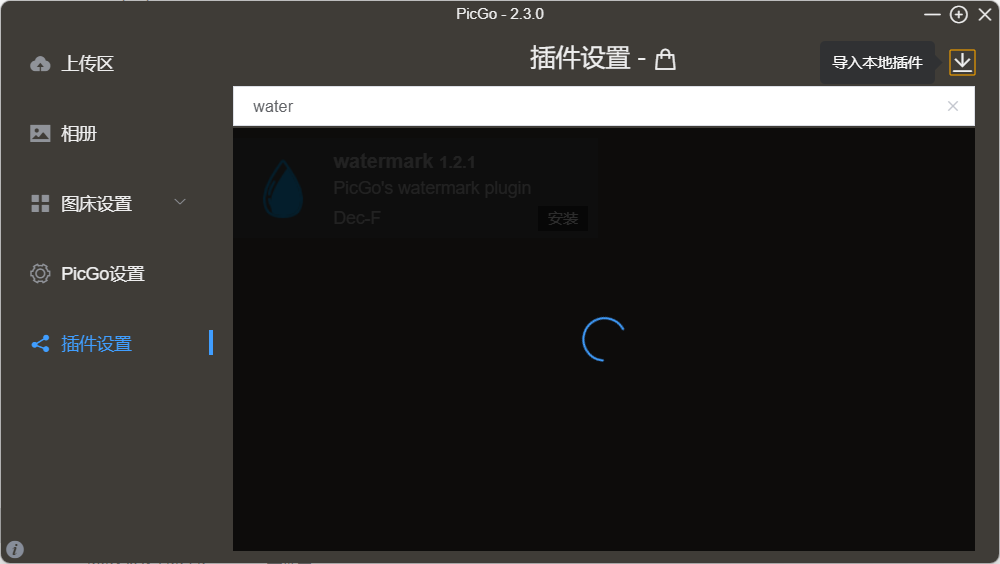 PicGo - 2.3.0
上传区
相册
图床设置
PicGo设置
插件设置
插件设置 -
导入本地插件
water
watermark 1.2.1
PicGo's watermark plugin
Dec-F
安装